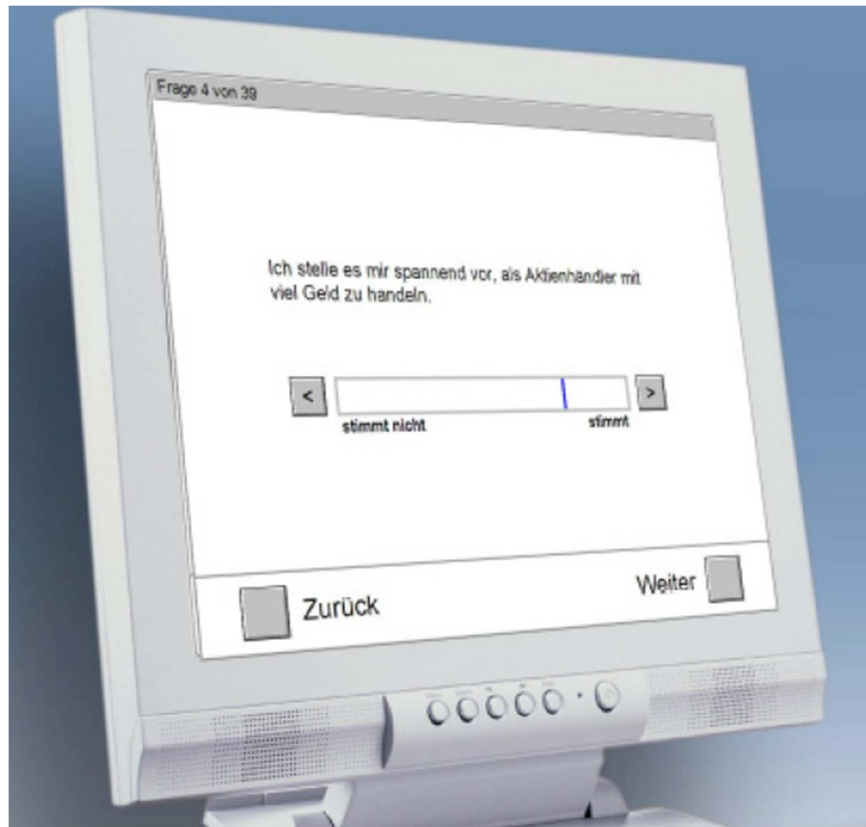 Frage 4 von 39
Ich stelle es mir spannend vor, als Aktienhändler mit
viel Geld zu handeln.
<
>
stimmt nicht
stimmt
Zurück
Weiter